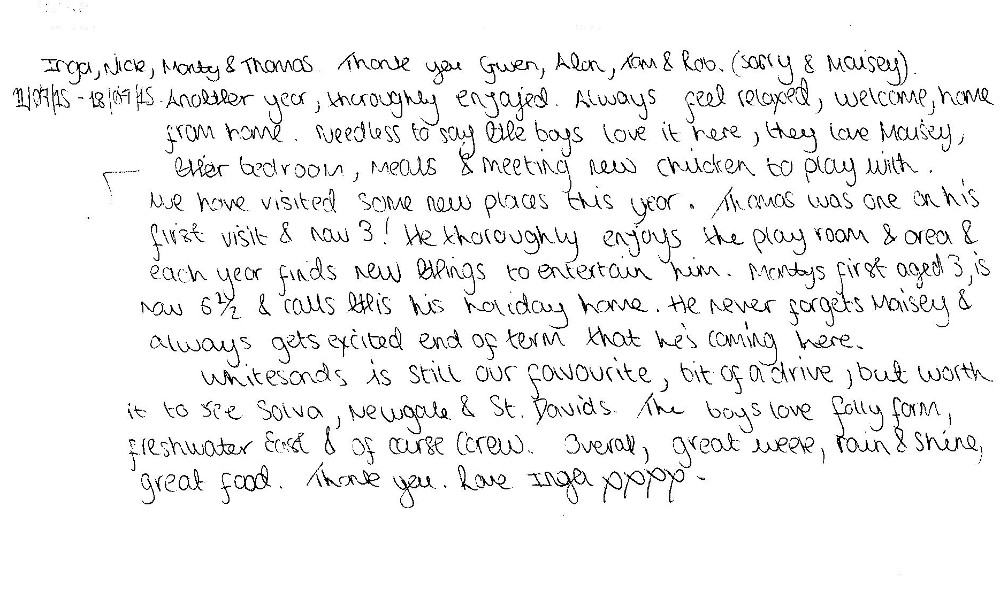 Inga, Nick, Monty & Thomas Thank you Gwen, Alan, Tom & Rob. (sorry & Maisey).
11/07/15 - 18/07/15. Another year, thoroughly enjoyed. Always feel relaxed, welcome, home
from home. Needless to say the boys love it here, they love Maisey,
their bedroom, meals & meeting new children to play with.
We have visited some new places this year. Thomas was one on his
first visit & now 3! He thoroughly enjoys the play room & area &
each year finds new things to entertain him. Montys first aged 3, is
now 6½ & calls this his holiday home. He never forgets Maisey &
always gets excited end of term that he's coming here.
Whitesands is still our favourite, bit of a drive, but worth
it to see Solva, Newgale & St. Davids. The boys love folly farm,
freshwater East & of curse Carew. Overal, great week, rain & shine,
great food. Thank you. Love Inga xxxx.